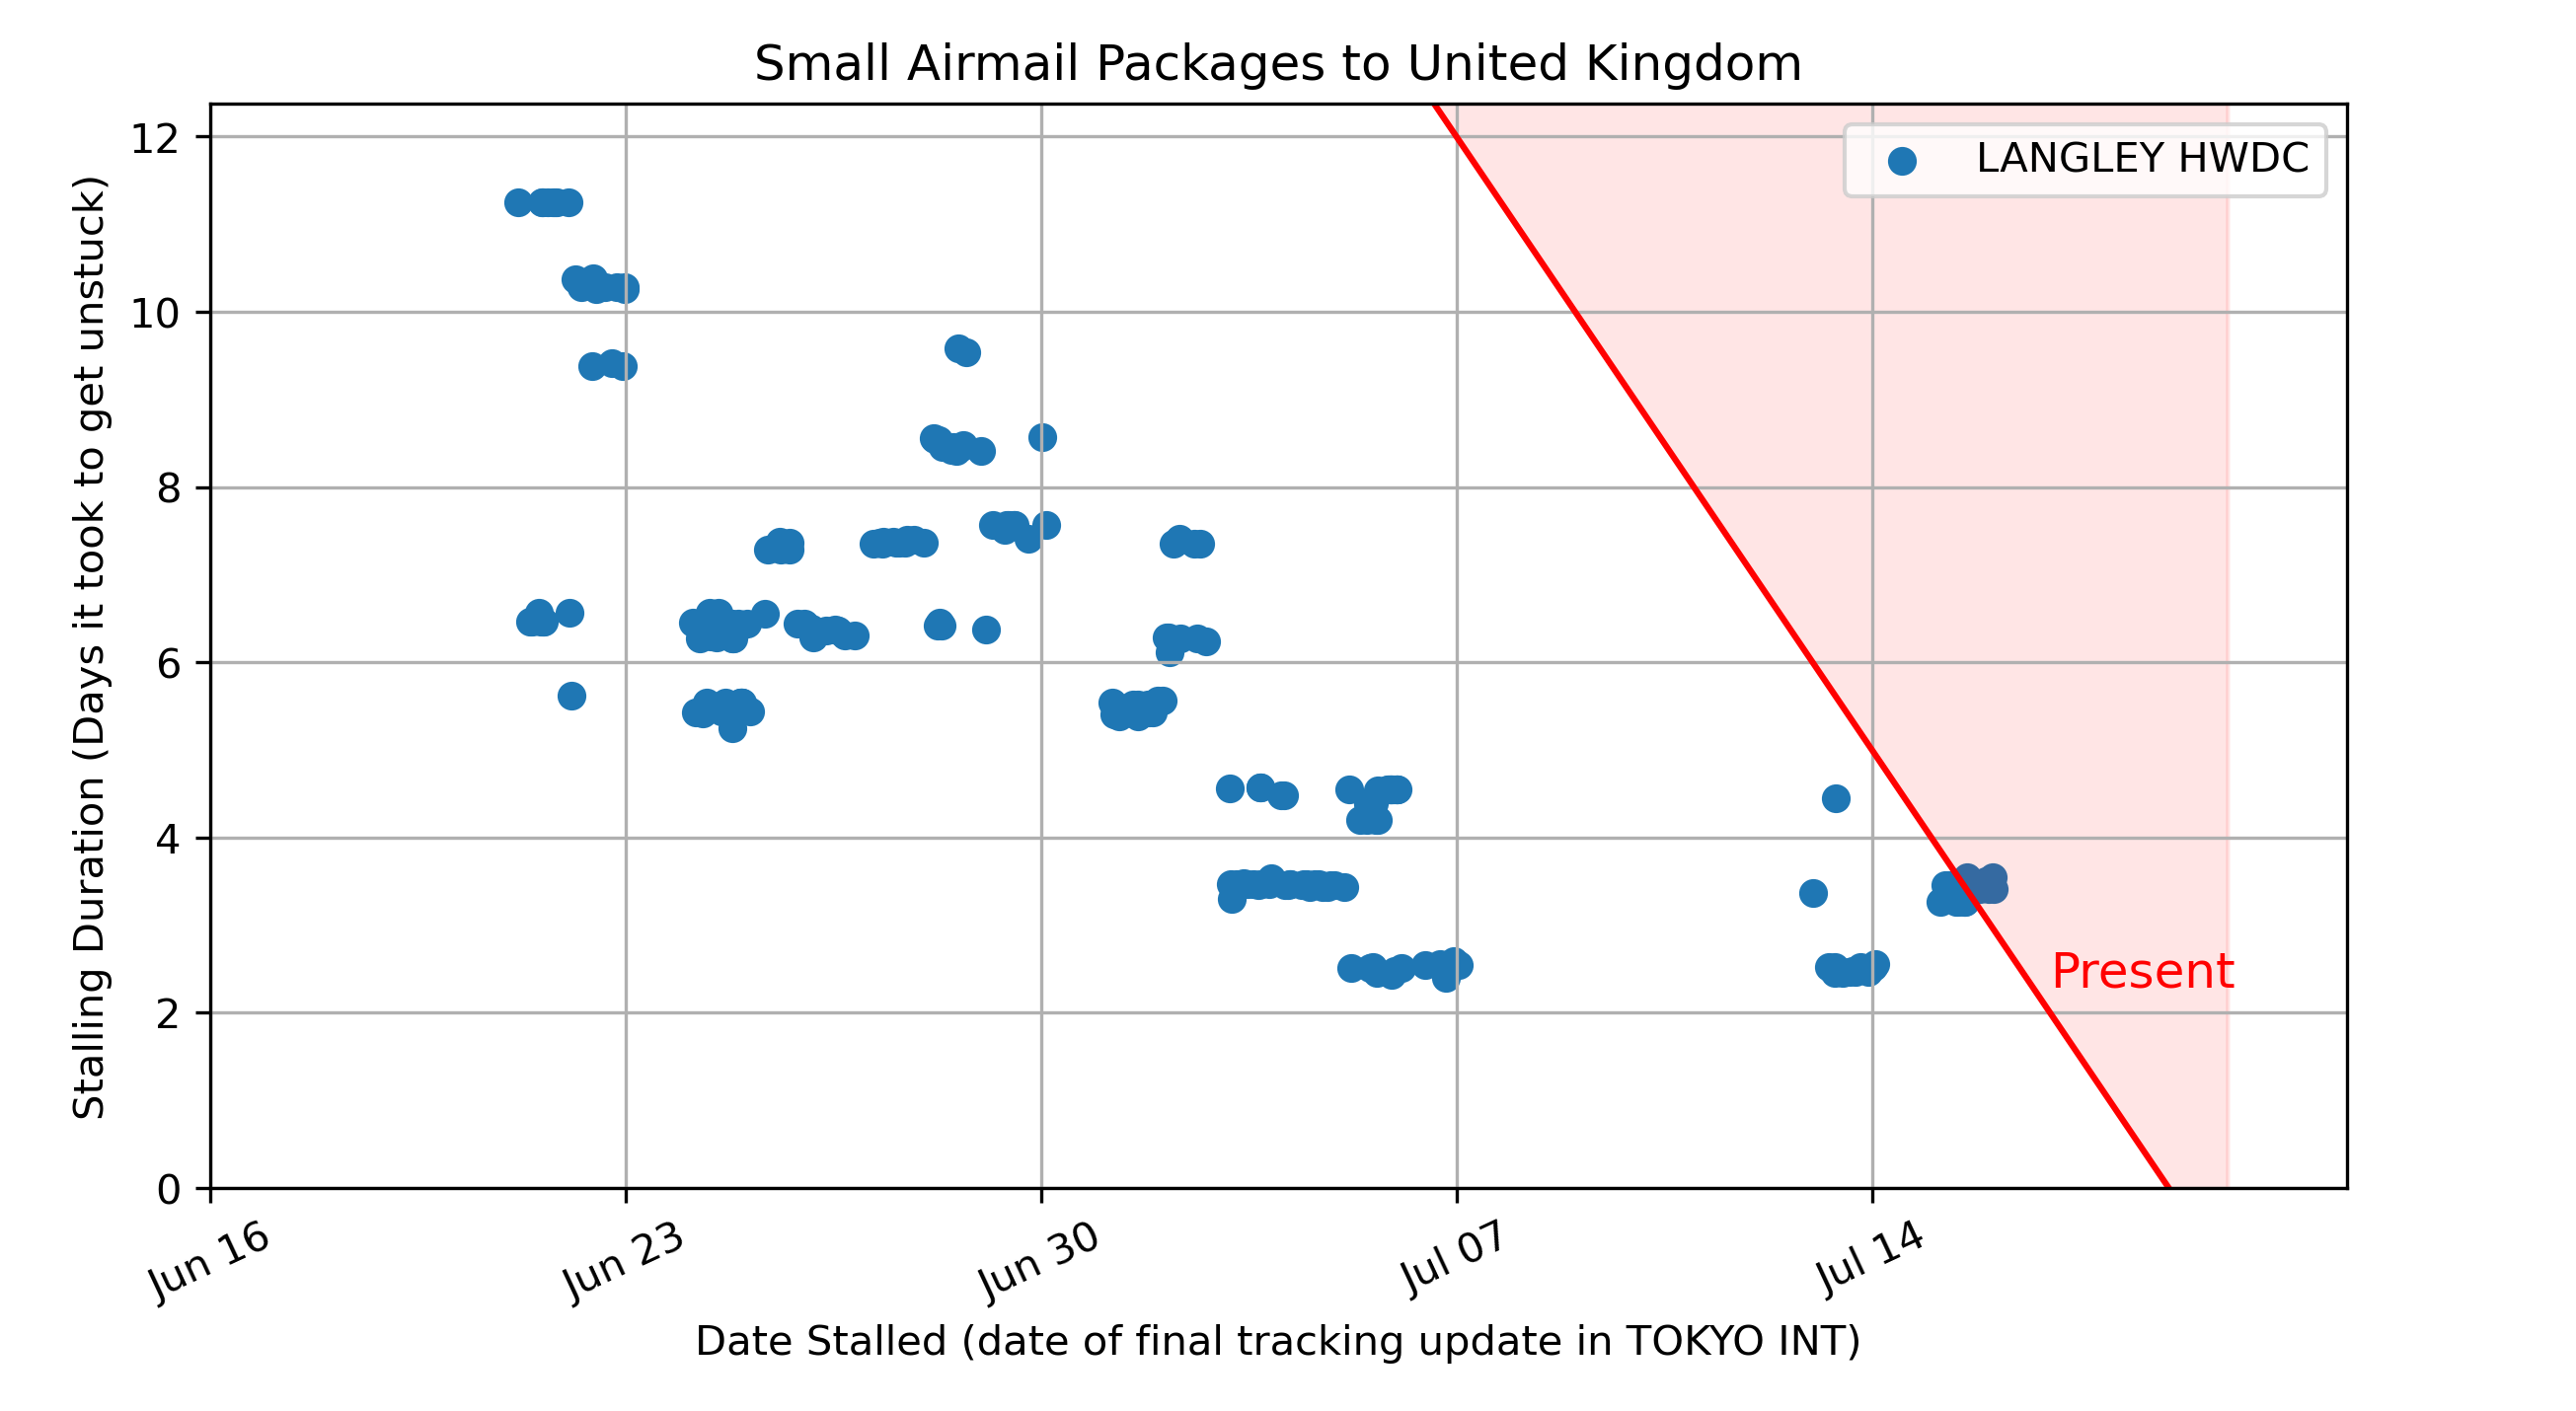 Small Airmail Packages to United Kingdom
LANGLEY HWDC
Stalling Duration (Days it took to get unstuck)
12
10
8
6
4
2
0
Present
Jun 16
Jun 23
Jun 30
Jul 07
Jul 14
Date Stalled (date of final tracking update in TOKYO INT)